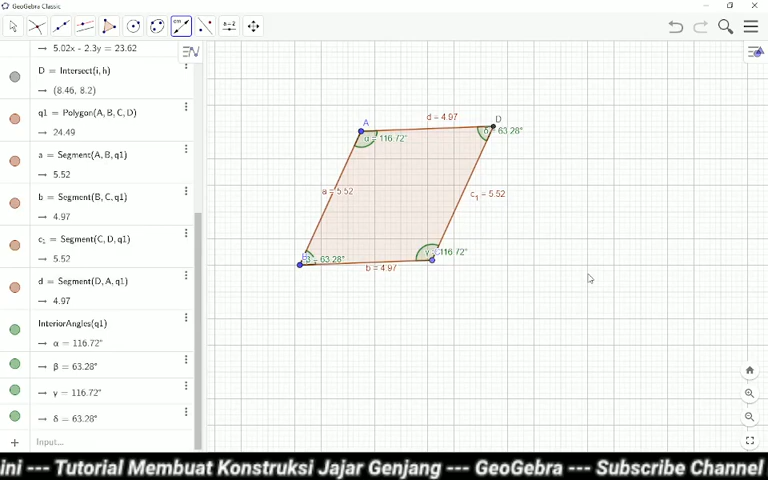 GeoGebra Classic
→ 5.02x - 2.3y = 23.62
D = Intersect(i, h)
→ (8.46, 8.2)
q1 = Polygon(A, B, C, D)
→ 24.49
a = Segment(A, B, q1)
→ 5.52
b = Segment(B, C, q1)
→ 4.97
c₁ = Segment(C, D, q1)
→ 5.52
d = Segment(D, A, q1)
→ 4.97
InteriorAngles(q1)
→ α = 116.72°
→ β = 63.28°
→ γ = 116.72°
→ δ = 63.28°
Input...
a=2
A
d = 4.97
D
α = 116.72°
δ = 63.28°
a = 5.52
c₁ = 5.52
B
β = 63.28°
γ = 116.72°
C
b = 4.97
ini --- Tutorial Membuat Konstruksi Jajar Genjang --- GeoGebra --- Subscribe Channel